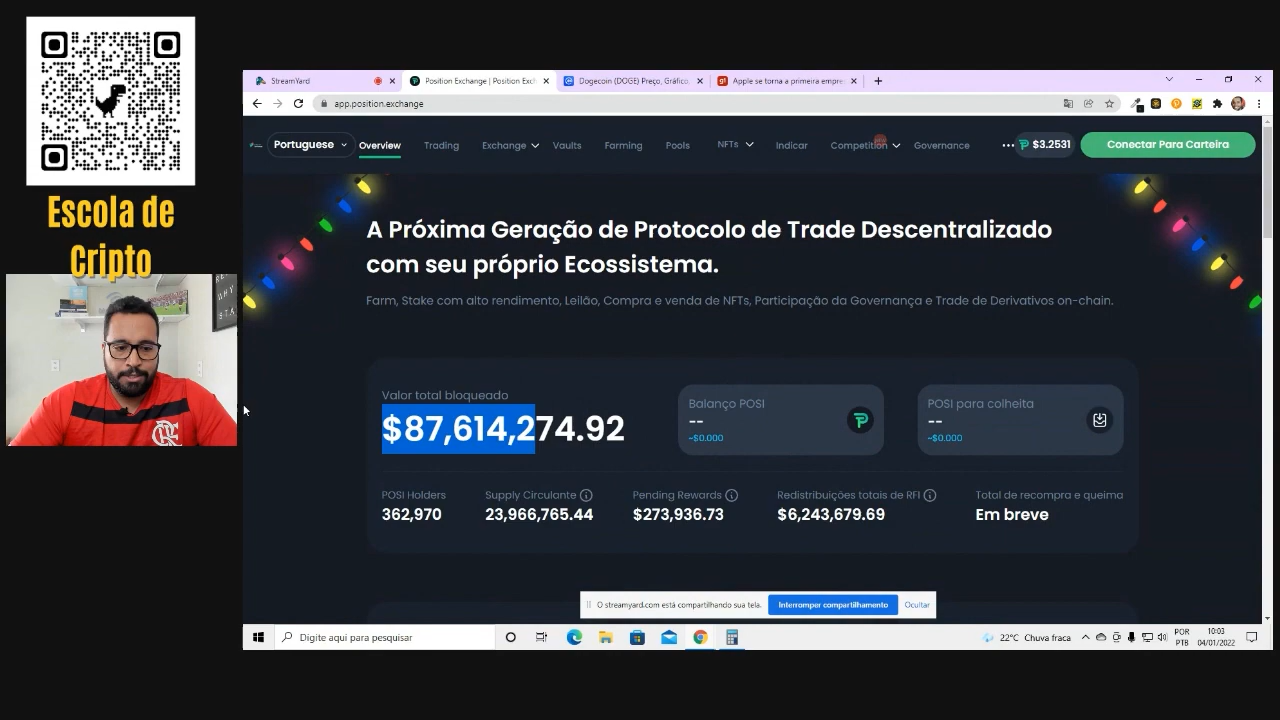 Escola de
Cripto
StreamYard
Position Exchange | Position Exch
Dogecoin (DOGE) Preço, Gráfico,
Apple se torna a primeira empre
app.position.exchange
Portuguese
Overview
Trading
Exchange
Vaults
Farming
Pools
NFTs
Indicar
Competition
Governance
$3.2531
Conectar Para Carteira
A Próxima Geração de Protocolo de Trade Descentralizado
com seu próprio Ecossistema.
Farm, Stake com alto rendimento, Leilão, Compra e venda de NFTs, Participação da Governança e Trade de Derivativos on-chain.
Valor total bloqueado
$87,614,274.92
Balanço POSI
--
~$0.000
POSI para colheita
--
~$0.000
POSI Holders
362,970
Supply Circulante
23,966,765.44
Pending Rewards
$273,936.73
Redistribuições totais de RFI
$6,243,679.69
Total de recompra e queima
Em breve
O streamyard.com está compartilhando sua tela.
Interromper compartilhamento
Ocultar
Digite aqui para pesquisar
22°C Chuva fraca
POR
PTB
10:03
04/01/2022